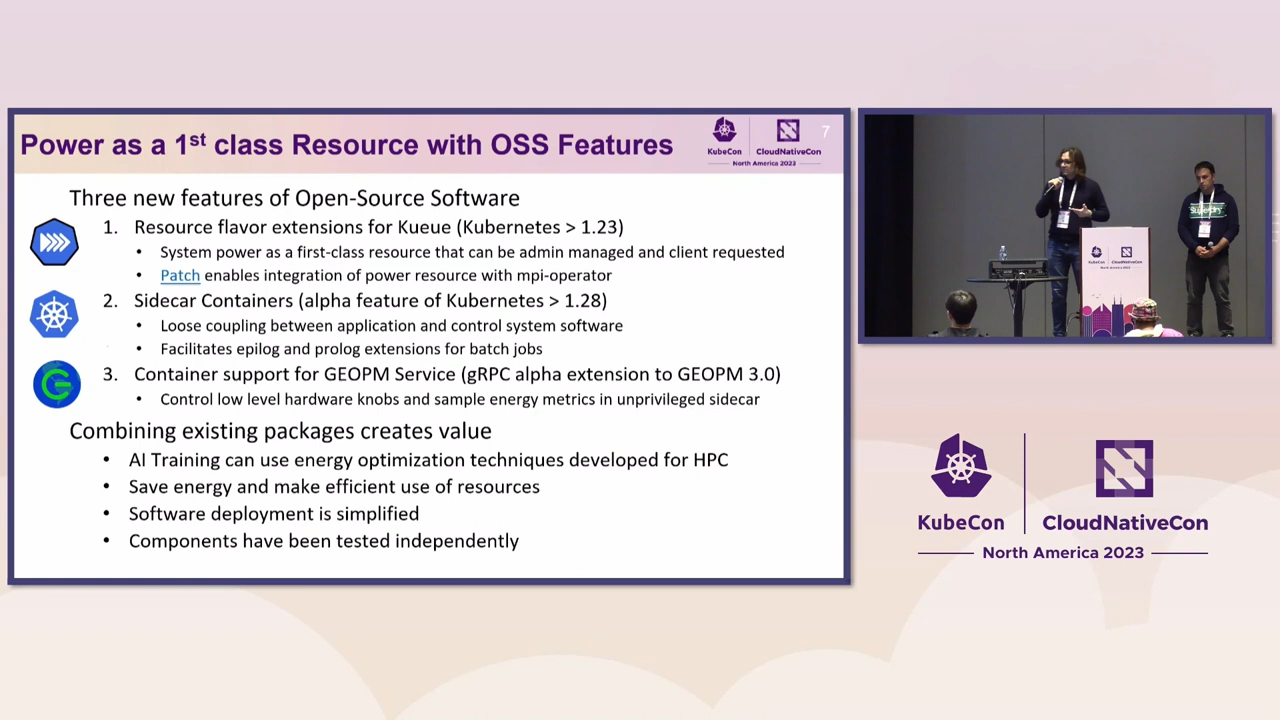 Power as a 1st class Resource with OSS Features
KubeCon
CloudNativeCon
North America 2023
7
Three new features of Open-Source Software
1. Resource flavor extensions for Kueue (Kubernetes > 1.23)
• System power as a first-class resource that can be admin managed and client requested
• Patch enables integration of power resource with mpi-operator
2. Sidecar Containers (alpha feature of Kubernetes > 1.28)
• Loose coupling between application and control system software
• Facilitates epilog and prolog extensions for batch jobs
3. Container support for GEOPM Service (gRPC alpha extension to GEOPM 3.0)
• Control low level hardware knobs and sample energy metrics in unprivileged sidecar
Combining existing packages creates value
• AI Training can use energy optimization techniques developed for HPC
• Save energy and make efficient use of resources
• Software deployment is simplified
• Components have been tested independently
KubeCon
CloudNativeCon
North America 2023